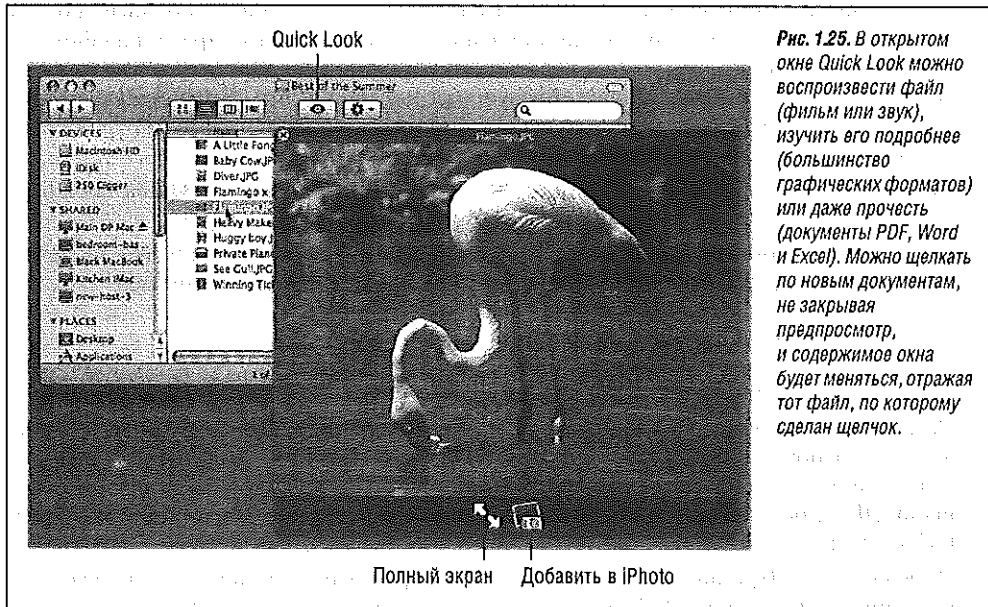 Quick Look
Рис. 1.25. В открытом
окне Quick Look можно
воспроизвести файл
(фильм или звук),
изучить его подробнее
(большинство
графических форматов)
или даже прочесть
(документы PDF, Word
и Excel). Можно щелкать
по новым документам,
не закрывая
предпросмотр,
и содержимое окна
будет меняться, отражая
тот файл, по которому
сделан щелчок.
Best of the Summer
DEVICES
Macintosh HD
iDisk
250 Gigger
SHARED
Main DP Mac
bedroom-bas
Black MacBook
Kitchen iMac
new-host-3
PLACES
Desktop
Applications
A Little Fong
Baby Cow.JP
Diver.JPG
Flamingo x
Heavy Make
Huggy boy.j
Private Plane
See Gull.JPG
Winning Tic
Полный экран
Добавить в iPhoto